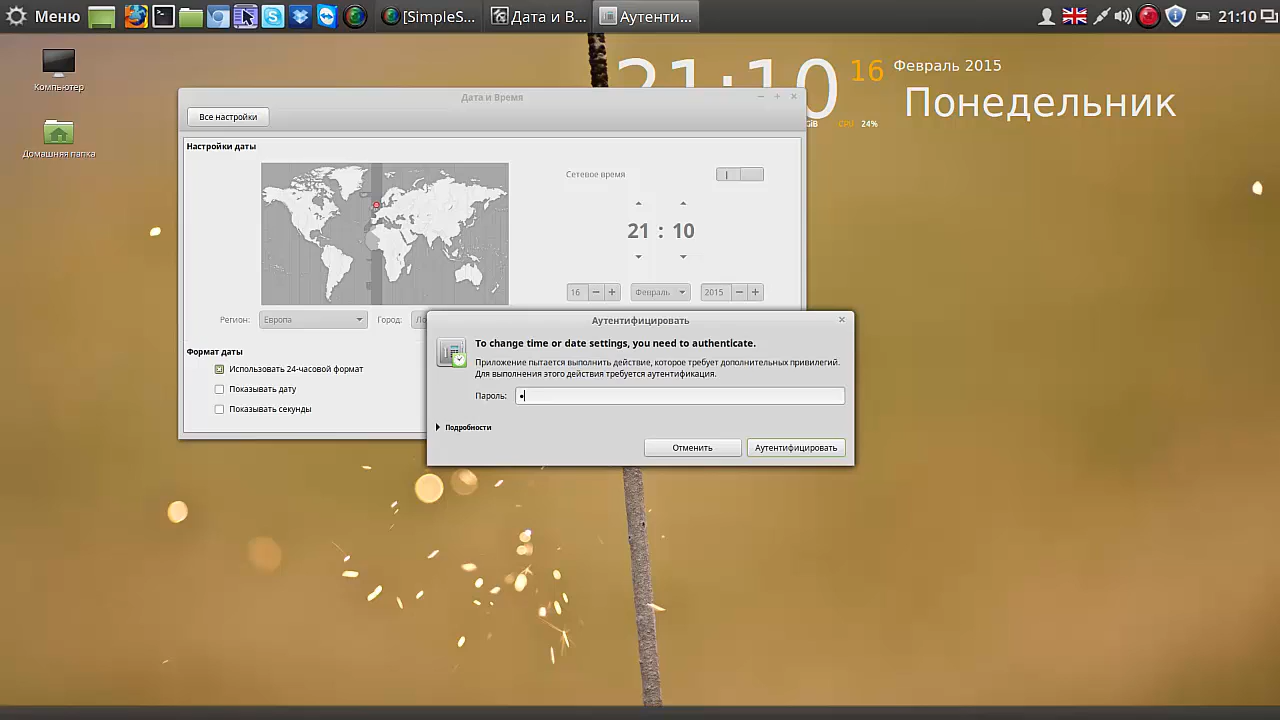 Меню
[SimpleS...
Дата и В...
Аутенти...
21:10
Компьютер
Домашняя папка
21:10
16
Февраль 2015
Понедельник
GiB
CPU 24%
Дата и Время
Все настройки
Настройки даты
Сетевое время
21 : 10
16
Февраль
2015
Регион:
Европа
Город:
Ло
Формат даты
Использовать 24-часовой формат
Показывать дату
Показывать секунды
Аутентифицировать
To change time or date settings, you need to authenticate.
Приложение пытается выполнить действие, которое требует дополнительных привилегий.
Для выполнения этого действия требуется аутентификация.
Пароль:
Подробности
Отменить
Аутентифицировать